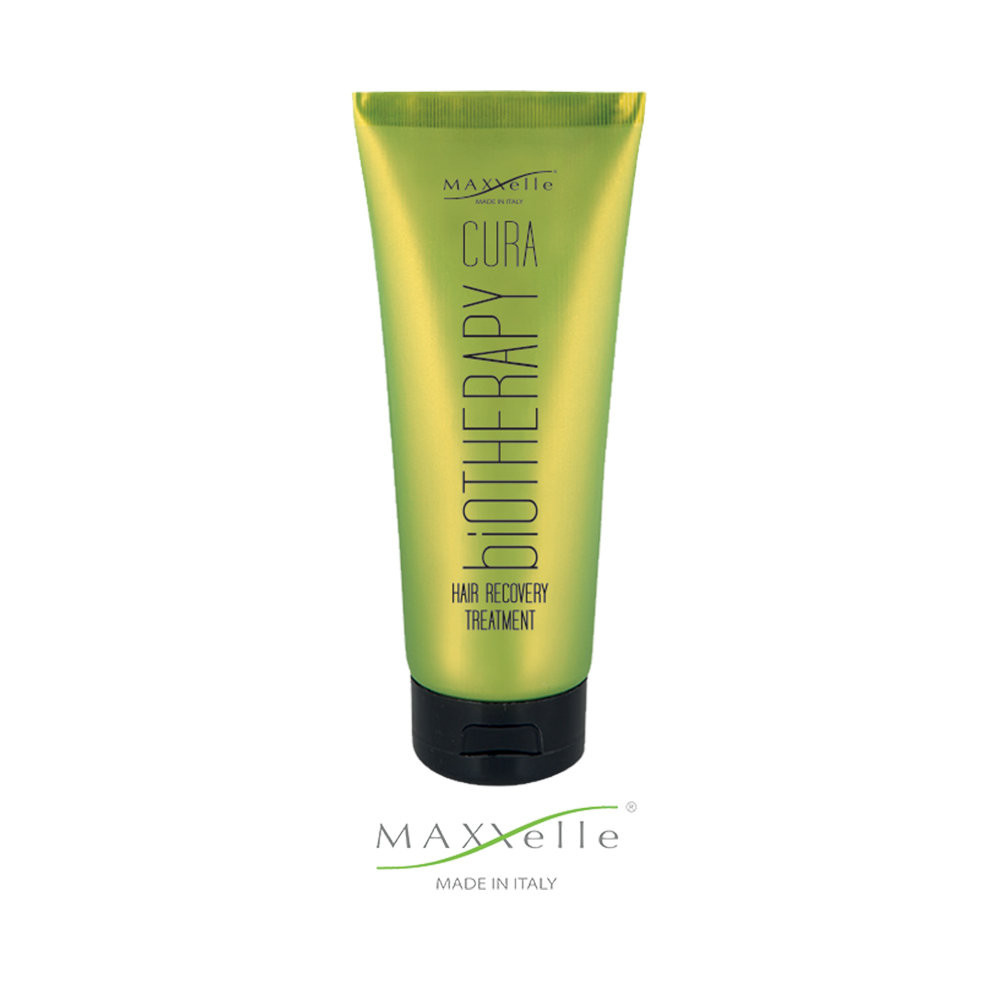 MAXXelle®
MADE IN ITALY
CURA
biOTHERAPY
HAIR RECOVERY
TREATMENT
MAXXelle®
MADE IN ITALY